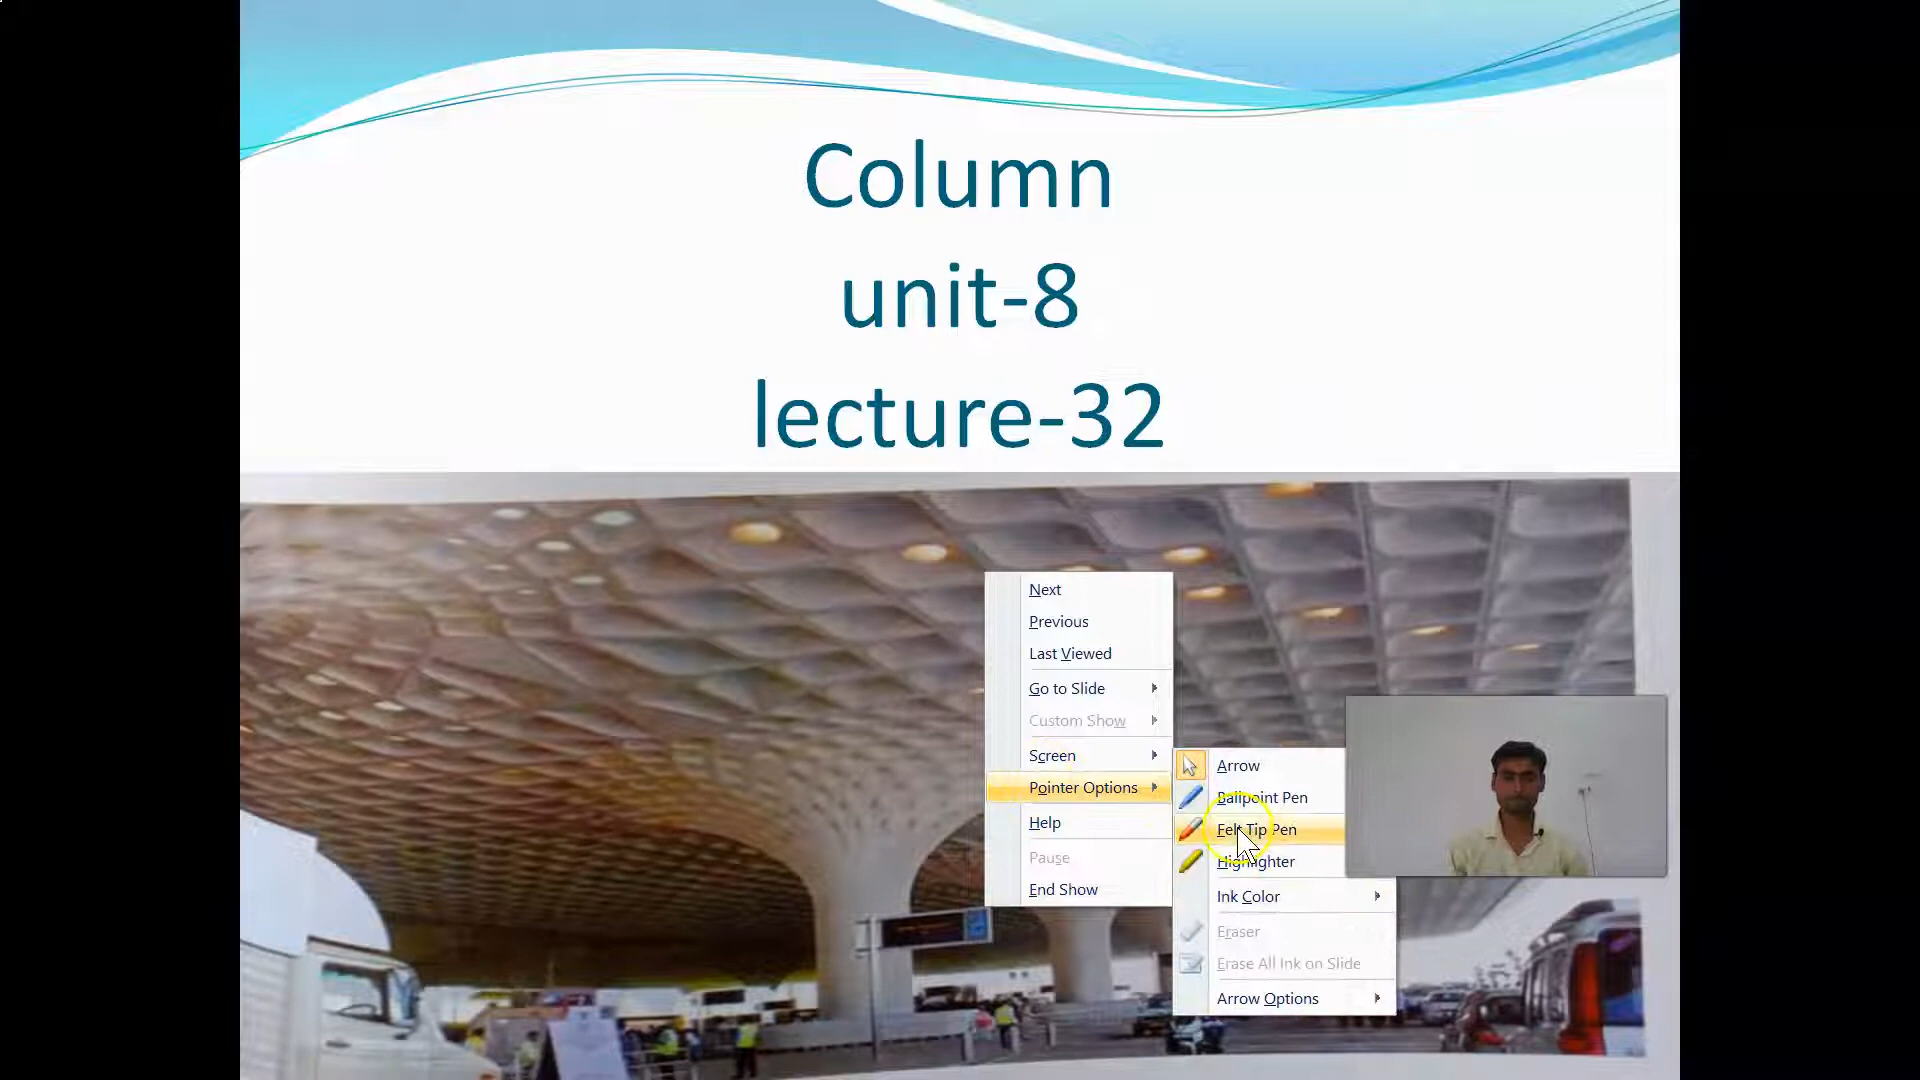 Column
unit-8
lecture-32
Next
Previous
Last Viewed
Go to Slide
Custom Show
Screen
Pointer Options
Help
Pause
End Show
Arrow
Ballpoint Pen
Felt Tip Pen
Highlighter
Ink Color
Eraser
Erase All Ink on Slide
Arrow Options